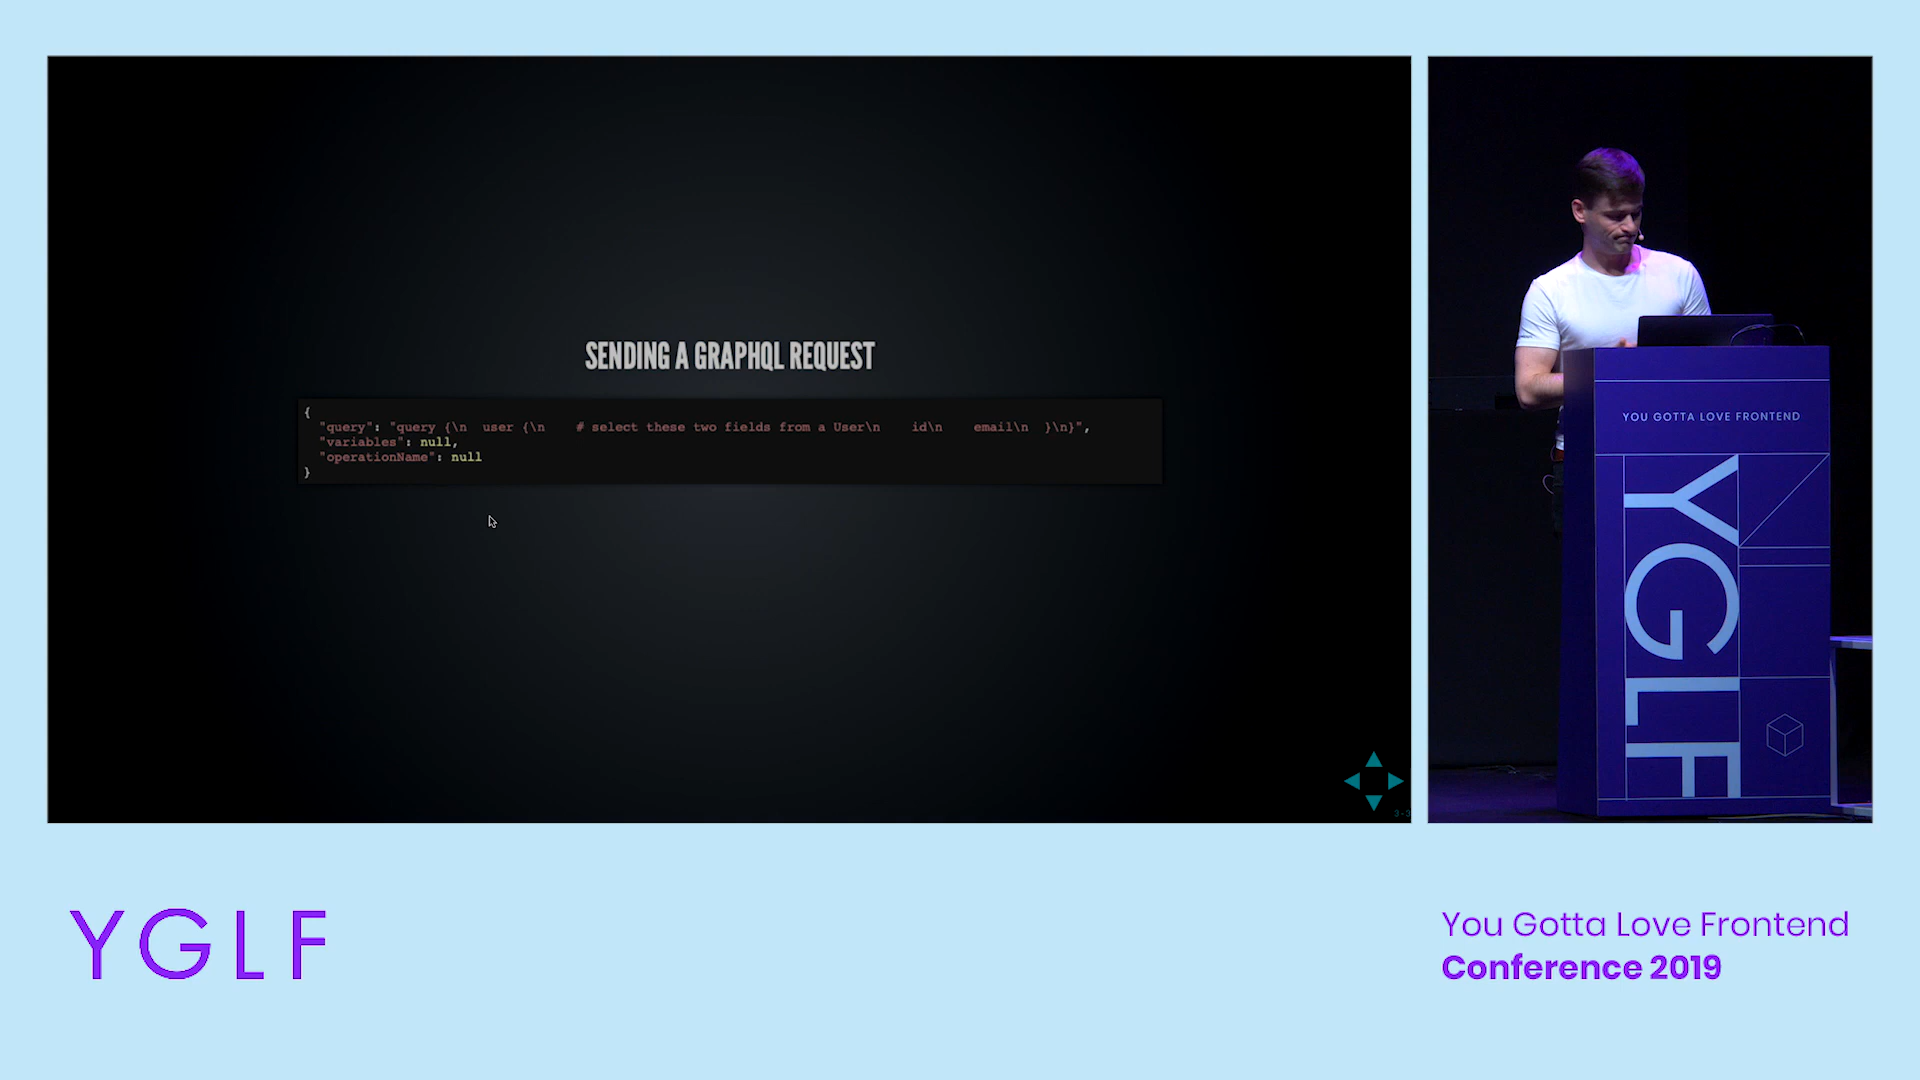 SENDING A GRAPHQL REQUEST
{
"query": "query {\n  user {\n    # select these two fields from a User\n    id\n    email\n  }\n}",
"variables": null,
"operationName": null
}
YOU GOTTA LOVE FRONTEND
YGLF
YGLF
You Gotta Love Frontend
Conference 2019